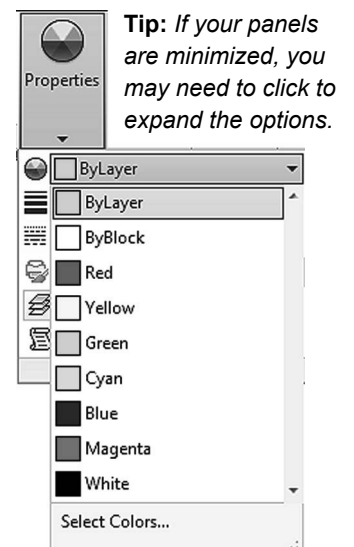 Tip: If your panels
are minimized, you
may need to click to
expand the options.
Properties
ByLayer
ByLayer
ByBlock
Red
Yellow
Green
Cyan
Blue
Magenta
White
Select Colors...